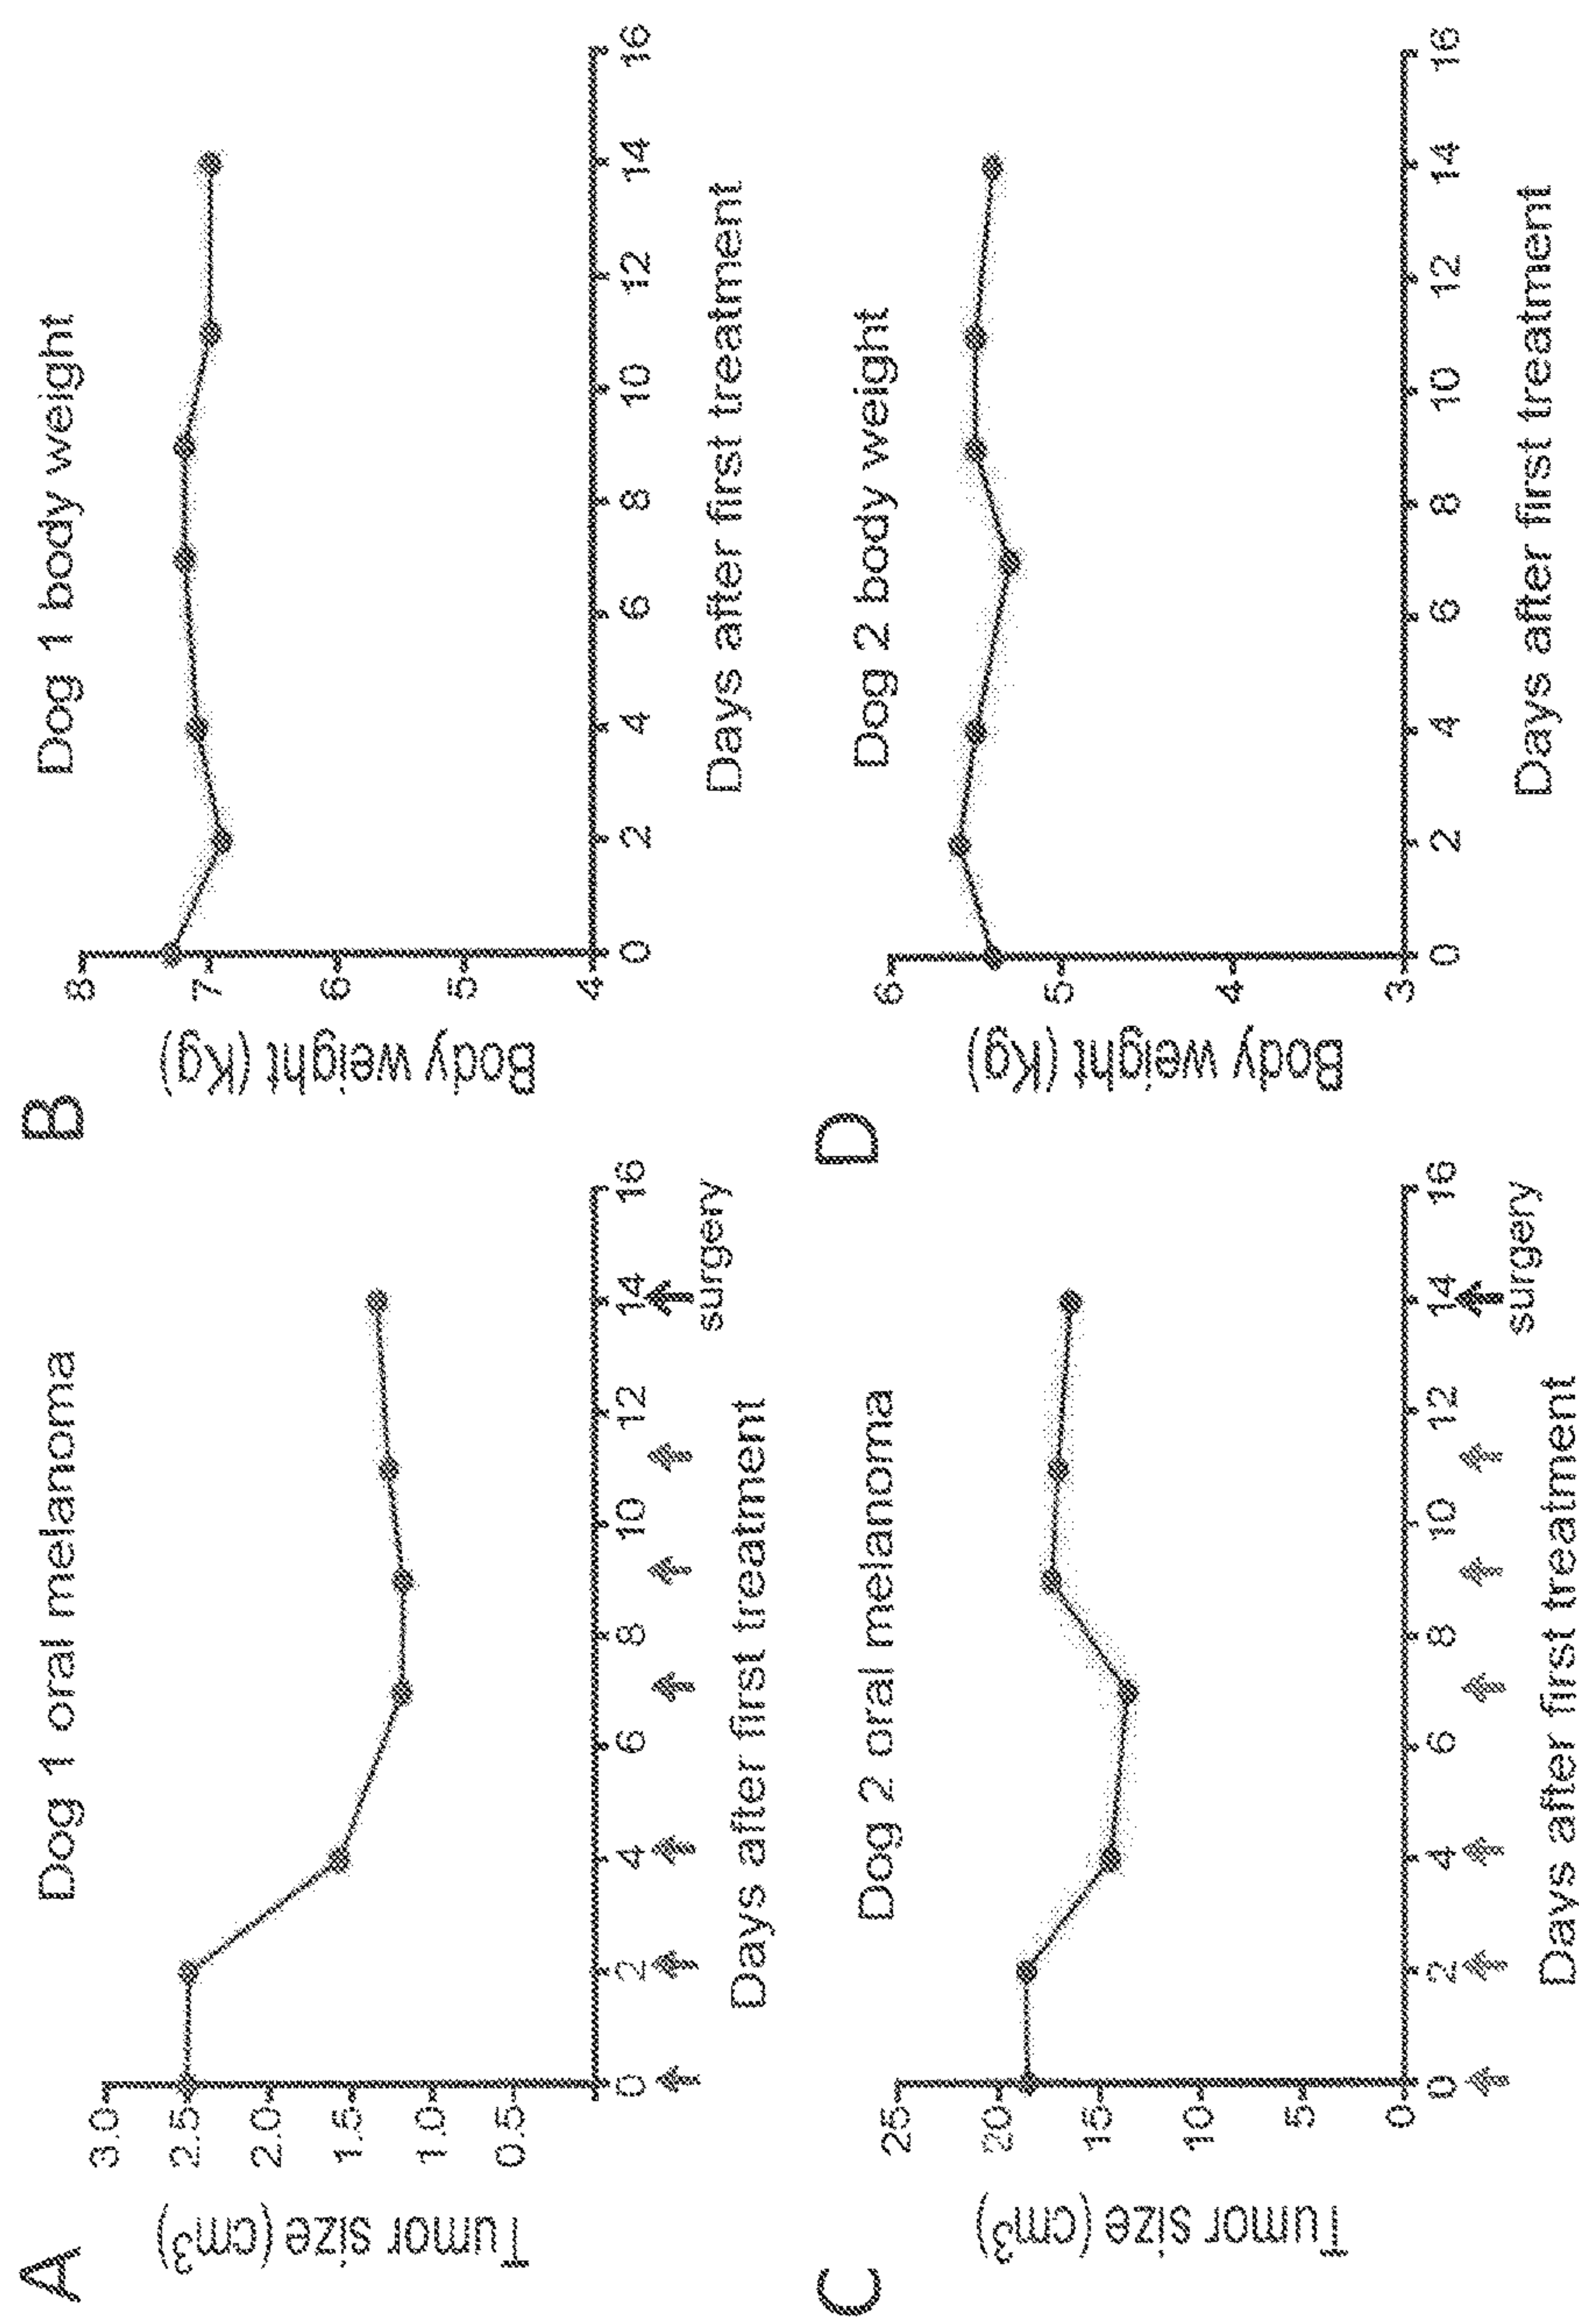 A
Dog 1 oral melanoma
Tumor size (cm³)
3.0
2.5
2.0
1.5
1.0
0.5
0 2 4 6 8 10 12 14 16
surgery
Days after first treatment
B
Dog 1 body weight
Body weight (Kg)
8
7
6
5
4
0 2 4 6 8 10 12 14 16
Days after first treatment
C
Dog 2 oral melanoma
Tumor size (cm³)
25
20
15
10
5
0
0 2 4 6 8 10 12 14 16
surgery
Days after first treatment
D
Dog 2 body weight
Body weight (Kg)
6
5
4
3
0 2 4 6 8 10 12 14 16
Days after first treatment